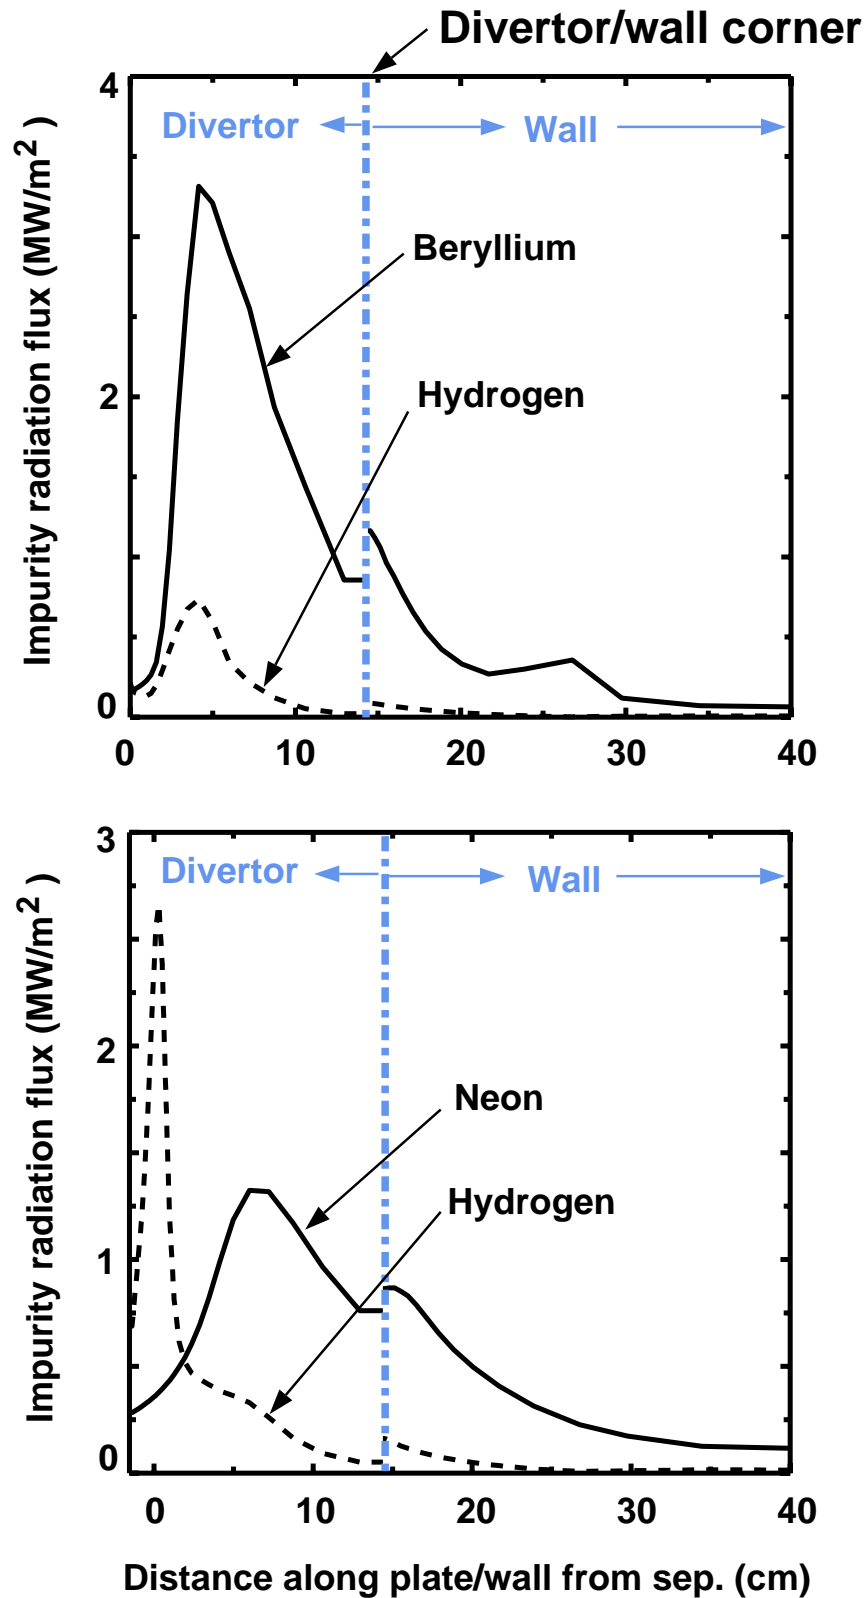 Divertor/wall corner
4
Divertor
Wall
Beryllium
2
Hydrogen
0
0
10
20
30
40
Impurity radiation flux (MW/m²)
3
Divertor
Wall
2
Neon
Hydrogen
1
0
0
10
20
30
40
Impurity radiation flux (MW/m²)
Distance along plate/wall from sep. (cm)